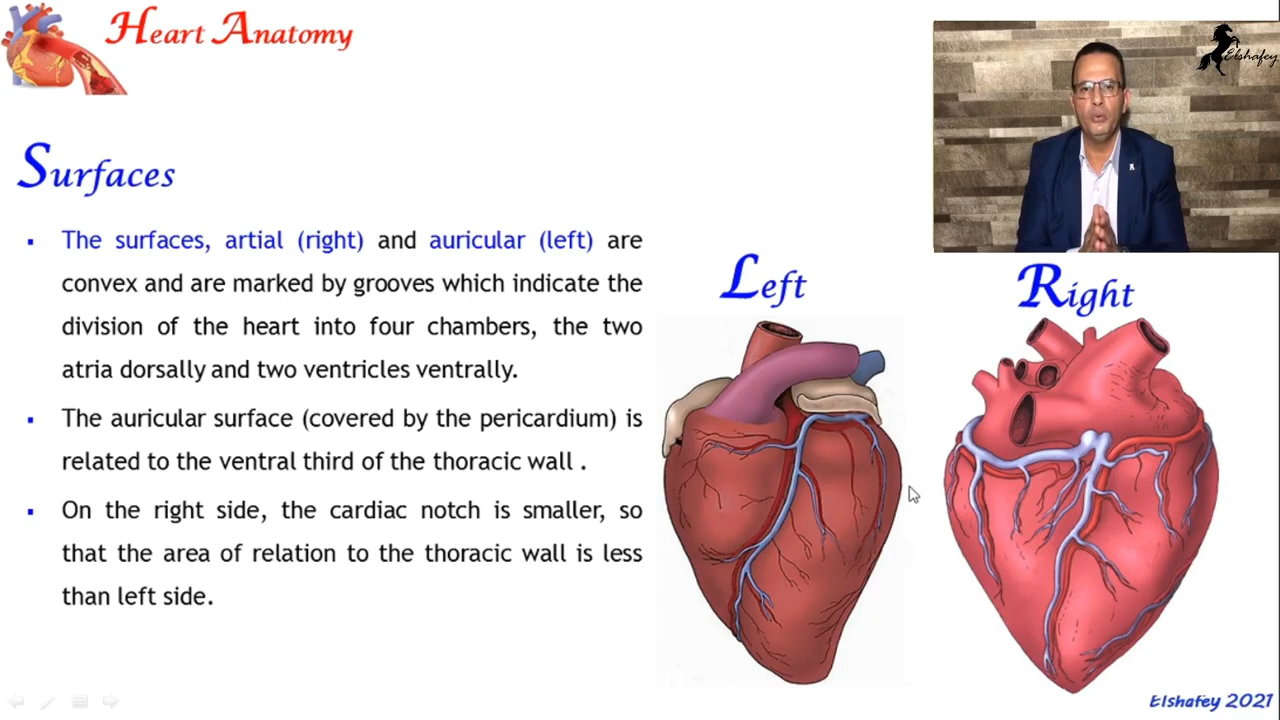 Heart Anatomy
Elshafey
Surfaces
▪ The surfaces, artial (right) and auricular (left) are
convex and are marked by grooves which indicate the
division of the heart into four chambers, the two
atria dorsally and two ventricles ventrally.
▪ The auricular surface (covered by the pericardium) is
related to the ventral third of the thoracic wall .
▪ On the right side, the cardiac notch is smaller, so
that the area of relation to the thoracic wall is less
than left side.
Left
Right
Elshafey 2021